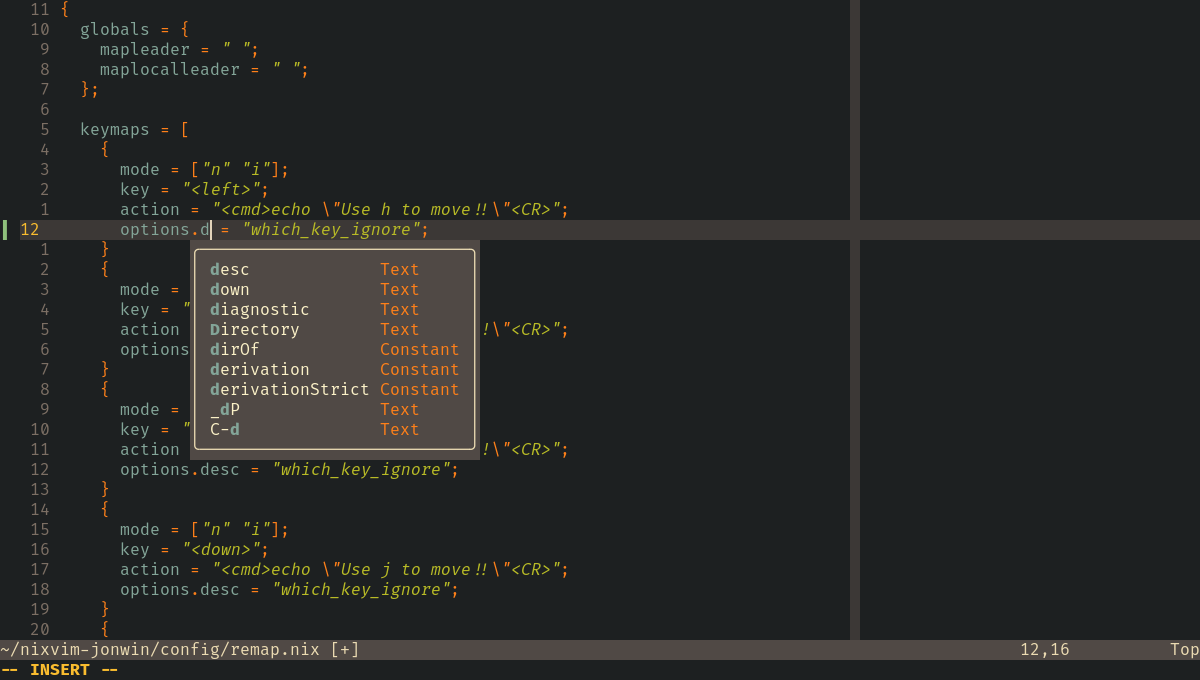 11 {
10   globals = {
9     mapleader = " ";
8     maplocalleader = " ";
7   };
6
5   keymaps = [
4     {
3       mode = ["n" "i"];
2       key = "<left>";
1       action = "<cmd>echo \"Use h to move!!\"<CR>";
12      options.d = "which_key_ignore";
1     }
2     { desc Text
3       mode = down Text
4       key = " diagnostic Text
5       action Directory Text !\"<CR>";
6       options dirOf Constant
7     } derivation Constant
8     { derivationStrict Constant
9       mode = _dP Text
10      key = " C-d Text
11      action !\"<CR>";
12      options.desc = "which_key_ignore";
13    }
14    {
15      mode = ["n" "i"];
16      key = "<down>";
17      action = "<cmd>echo \"Use j to move!!\"<CR>";
18      options.desc = "which_key_ignore";
19    }
20    {
~/nixvim-jonwin/config/remap.nix [+] 12,16 Top
-- INSERT --